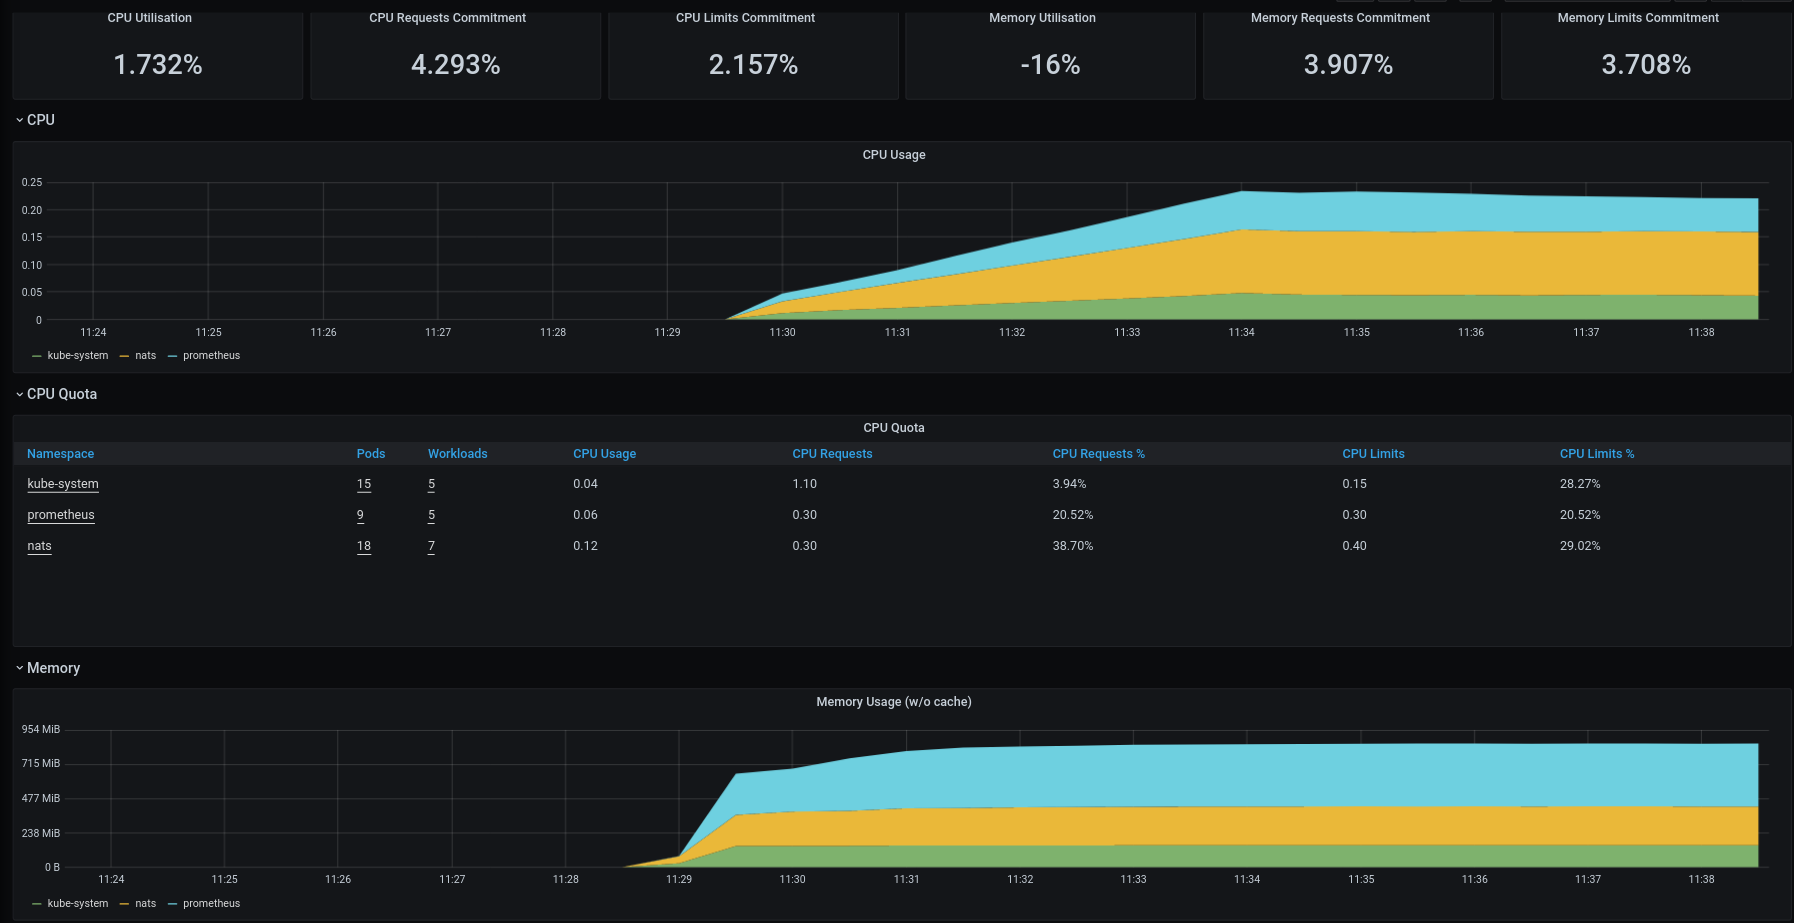 CPU Utilisation CPU Requests Commitment CPU Limits Commitment Memory Utilisation Memory Requests Commitment Memory Limits Commitment
1.732% 4.293% 2.157% -16% 3.907% 3.708%
CPU
CPU Usage
0.25
0.20
0.15
0.10
0.05
0
11:24 11:25 11:26 11:27 11:28 11:29 11:30 11:31 11:32 11:33 11:34 11:35 11:36 11:37 11:38
kube-system nats prometheus
CPU Quota
CPU Quota
Namespace Pods Workloads CPU Usage CPU Requests CPU Requests % CPU Limits CPU Limits %
kube-system 15 5 0.04 1.10 3.94% 0.15 28.27%
prometheus 9 5 0.06 0.30 20.52% 0.30 20.52%
nats 18 7 0.12 0.30 38.70% 0.40 29.02%
Memory
Memory Usage (w/o cache)
954 MiB
715 MiB
477 MiB
238 MiB
0 B
11:24 11:25 11:26 11:27 11:28 11:29 11:30 11:31 11:32 11:33 11:34 11:35 11:36 11:37 11:38
kube-system nats prometheus